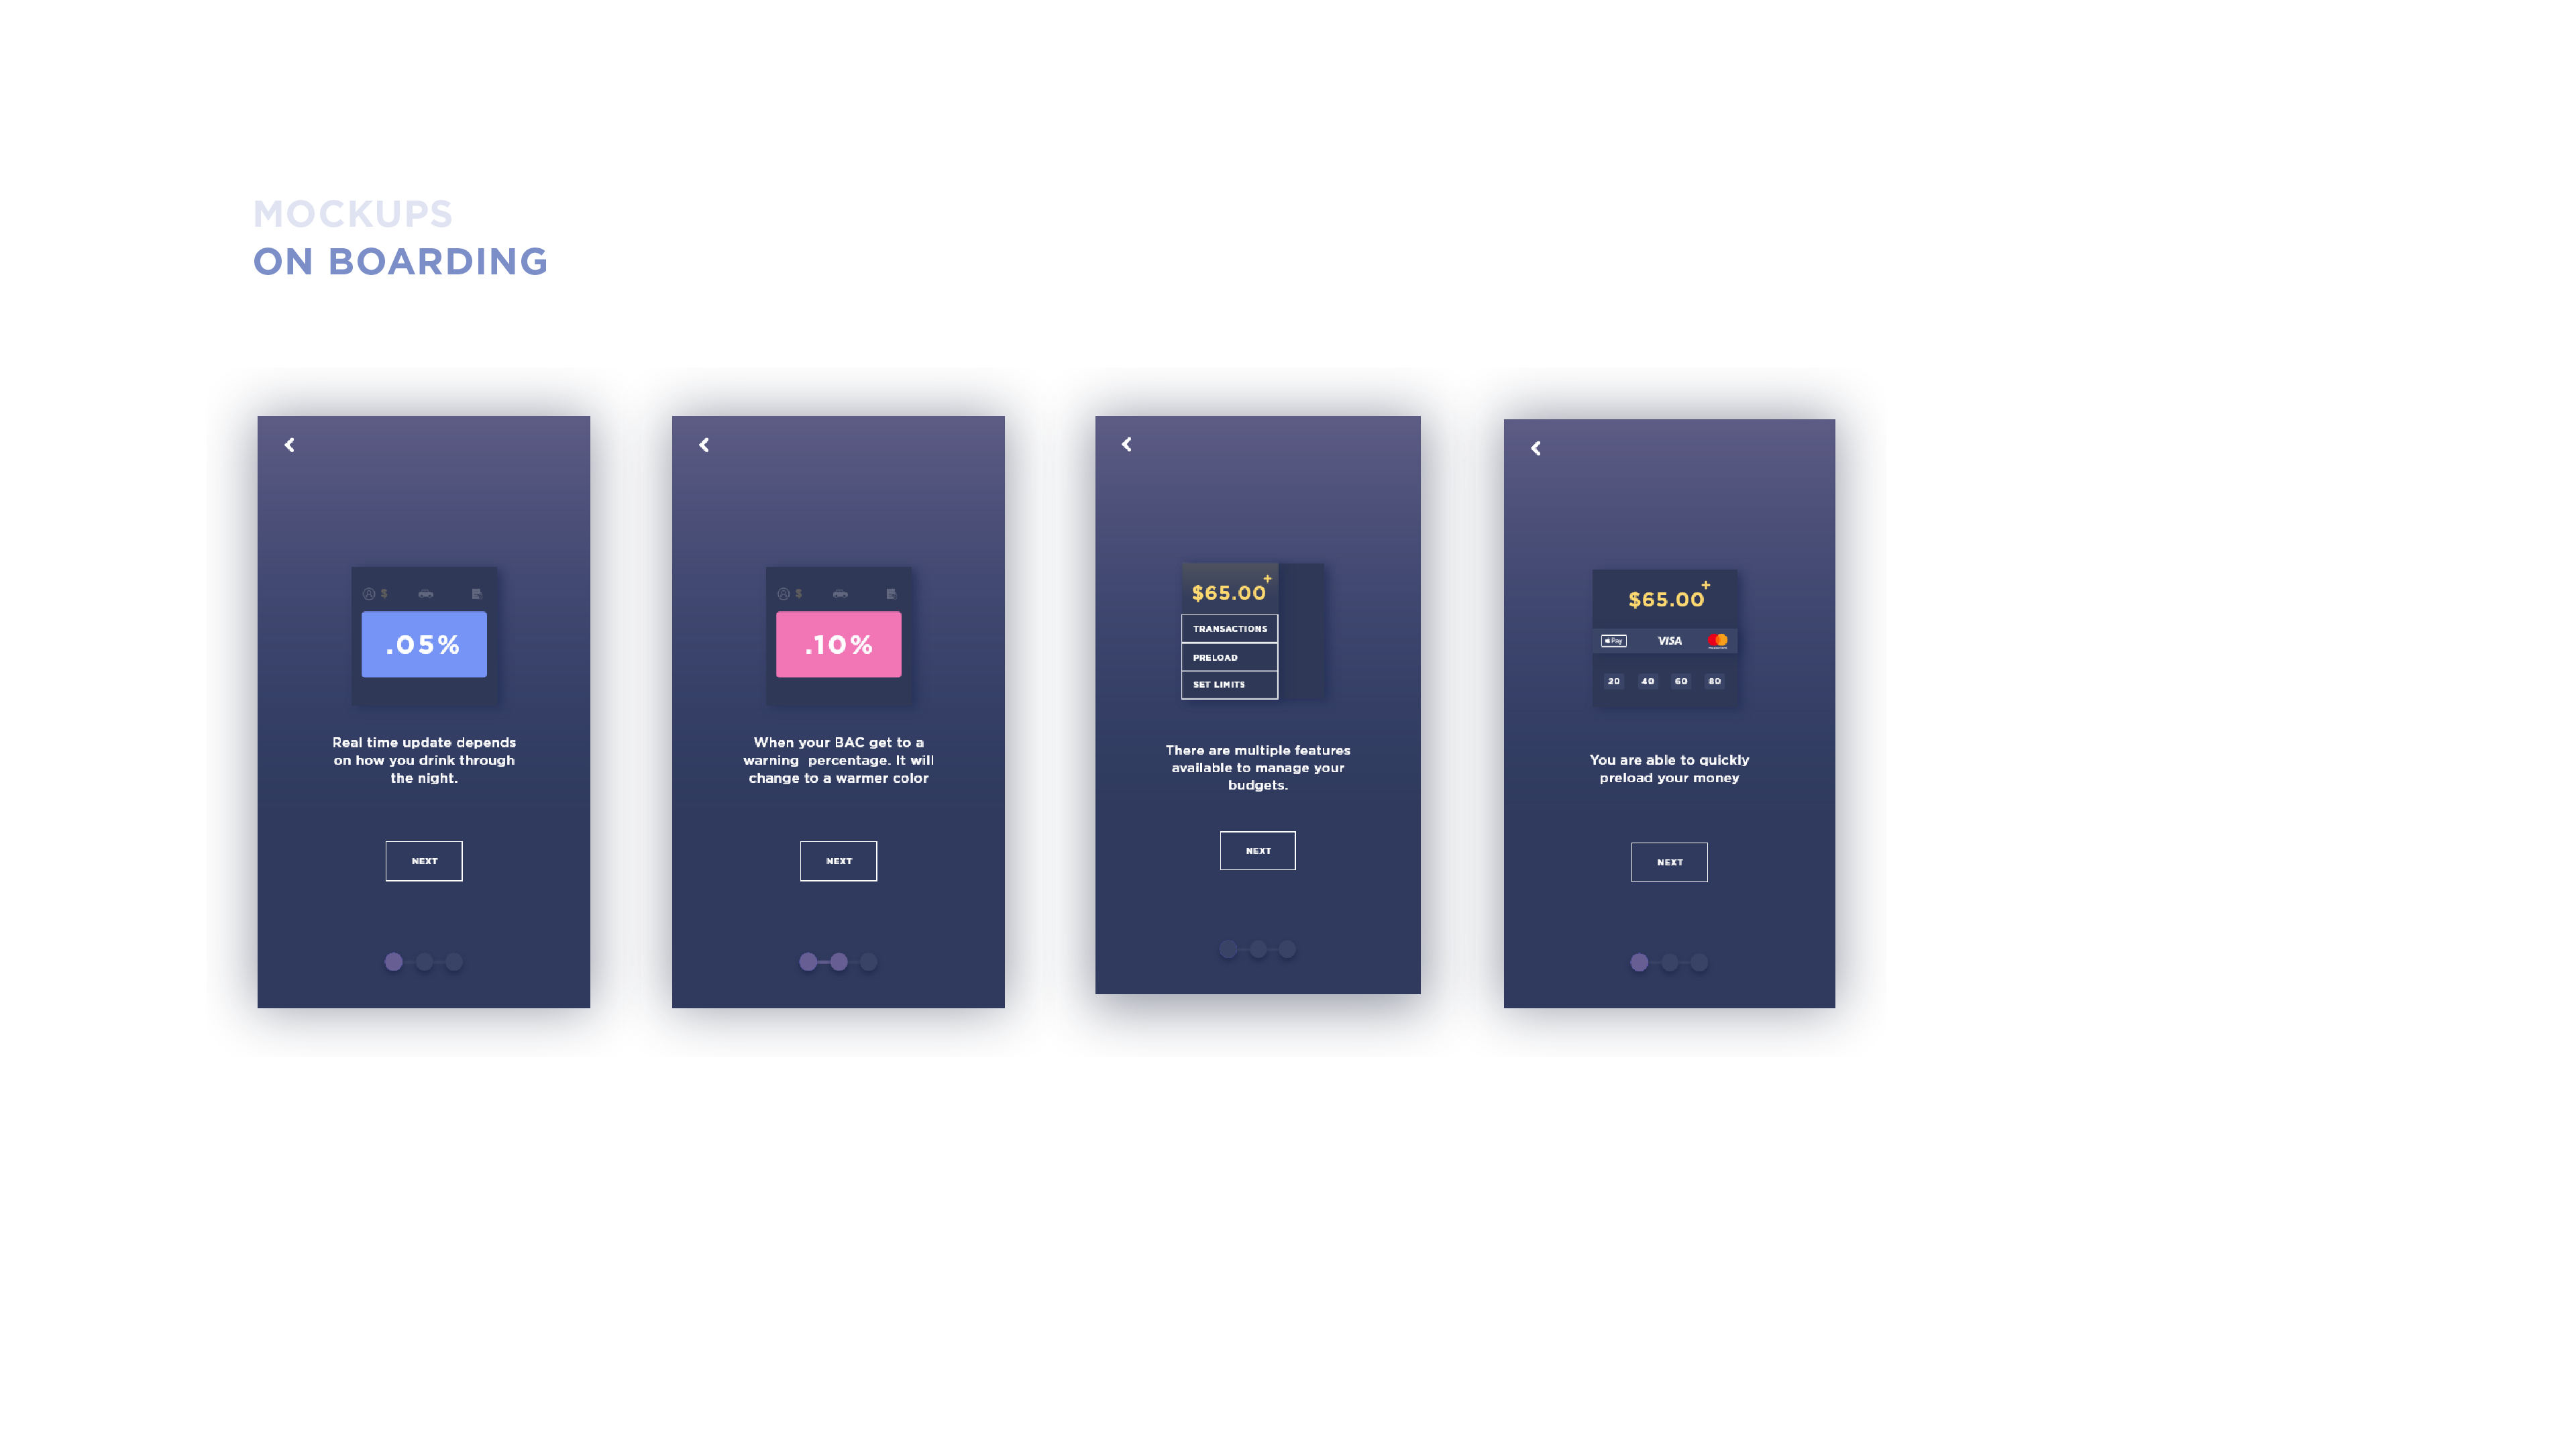 MOCKUPS
ON BOARDING
.05%
Real time update depends
on how you drink through
the night.
NEXT
.10%
When your BAC get to a
warning percentage. It will
change to a warmer color
NEXT
$65.00+
TRANSACTIONS
PRELOAD
SET LIMITS
There are multiple features
available to manage your
budgets.
NEXT
$65.00+
Pay VISA
20 40 60 80
You are able to quickly
preload your money
NEXT